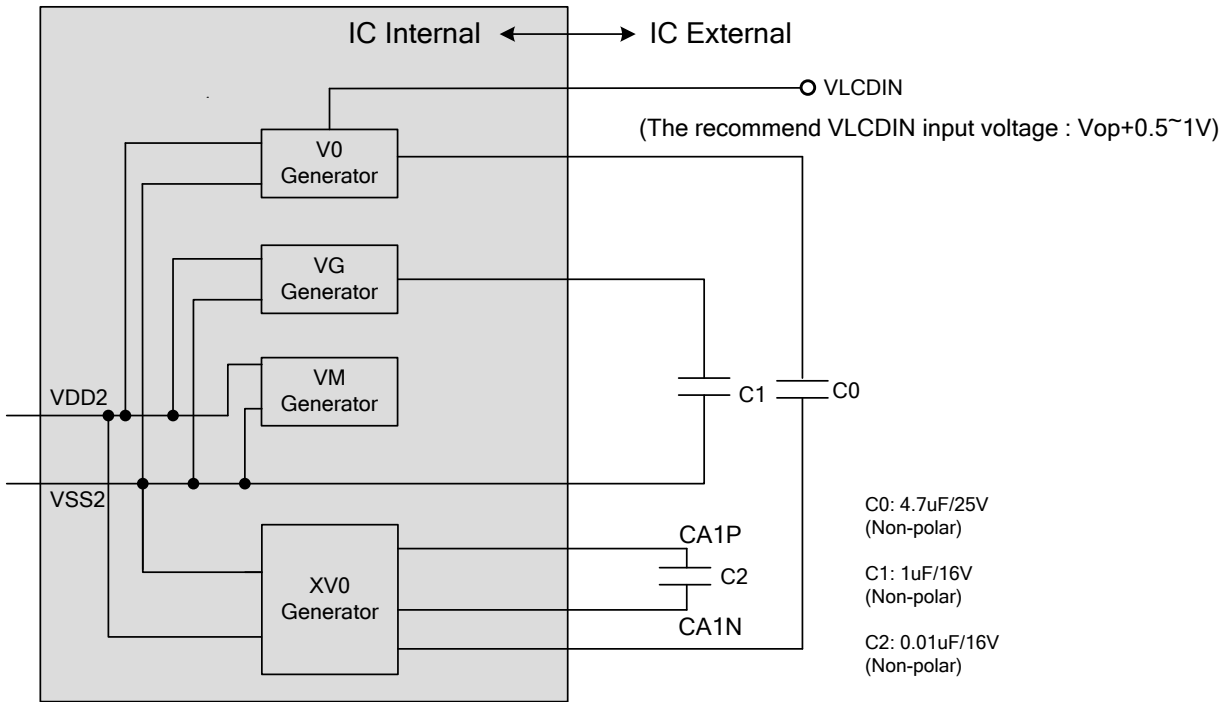 IC Internal IC External
VLCDIN
(The recommend VLCDIN input voltage : Vop+0.5~1V)
V0
Generator
VG
Generator
VM
Generator
VDD2
C1
C0
VSS2
XV0
Generator
CA1P
C2
CA1N
C0: 4.7uF/25V
(Non-polar)
C1: 1uF/16V
(Non-polar)
C2: 0.01uF/16V
(Non-polar)